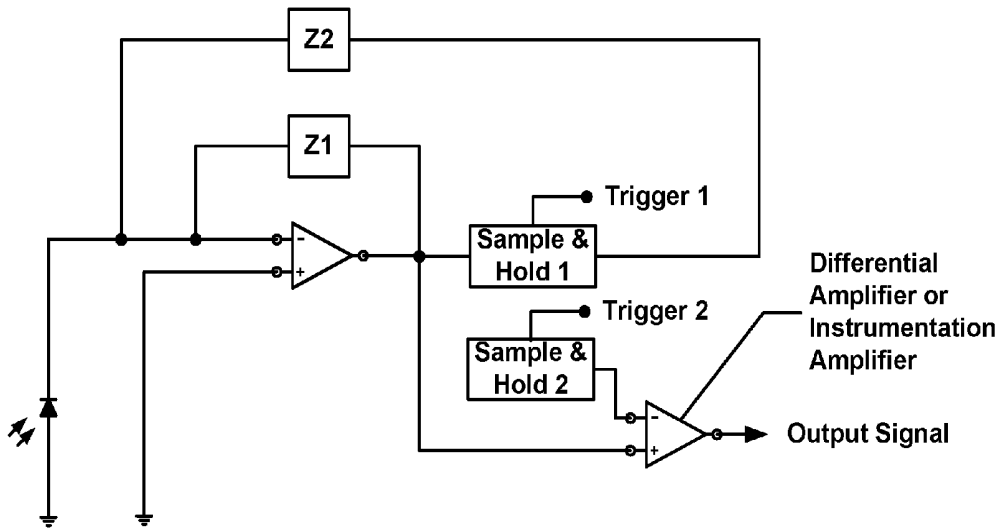 Z2
Z1
Trigger 1
Sample &
Hold 1
-
+
Trigger 2
Sample &
Hold 2
-
+
Differential
Amplifier or
Instrumentation
Amplifier
Output Signal